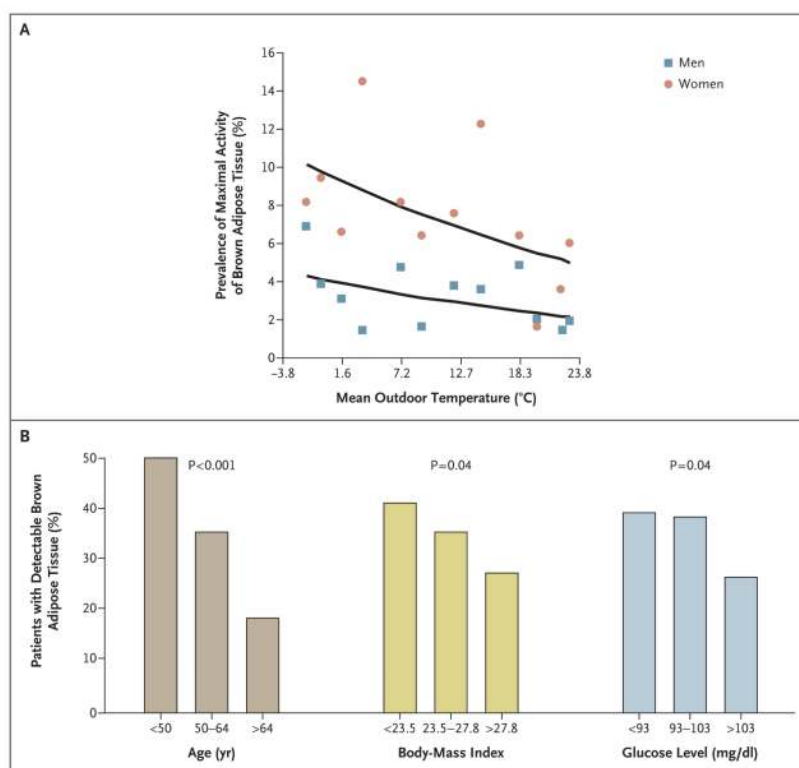 A
Prevalence of Maximal Activity
of Brown Adipose Tissue (%)
16
14
12
10
8
6
4
2
0
−3.8 1.6 7.2 12.7 18.3 23.8
Mean Outdoor Temperature (°C)
Men
Women
B
Patients with Detectable Brown
Adipose Tissue (%)
50
40
30
20
10
0
P<0.001
<50 50–64 >64
Age (yr)
P=0.04
<23.5 23.5–27.8 >27.8
Body-Mass Index
P=0.04
<93 93–103 >103
Glucose Level (mg/dl)